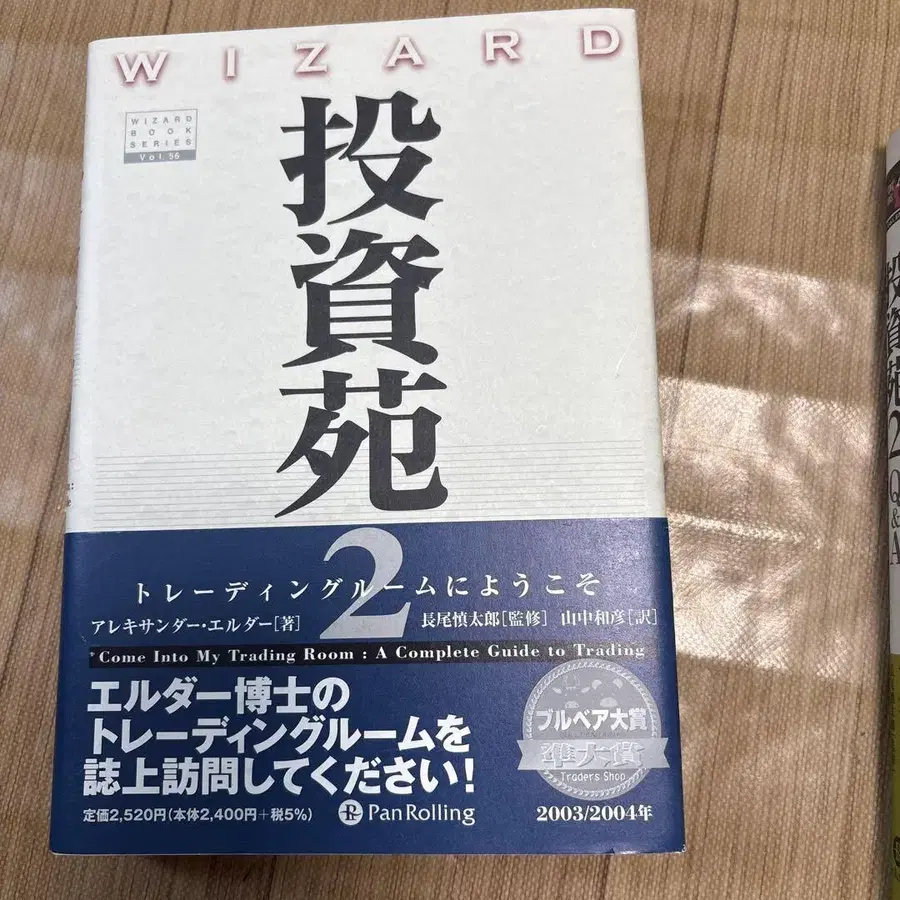 WIZARD
WIZARD
BOOK
SERIES
Vol. 56
投資苑
2
トレーディングルームにようこそ
アレキサンダー・エルダー[著]
長尾慎太郎[監修] 山中和彦[訳]
Come Into My Trading Room : A Complete Guide to Trading
エルダー博士の
トレーディングルームを
誌上訪問してください!
ブルベア大賞
準大賞
Traders Shop
定価2,520円(本体2,400円+税5%)
PanRolling
2003/2004年
投資苑2Q&A